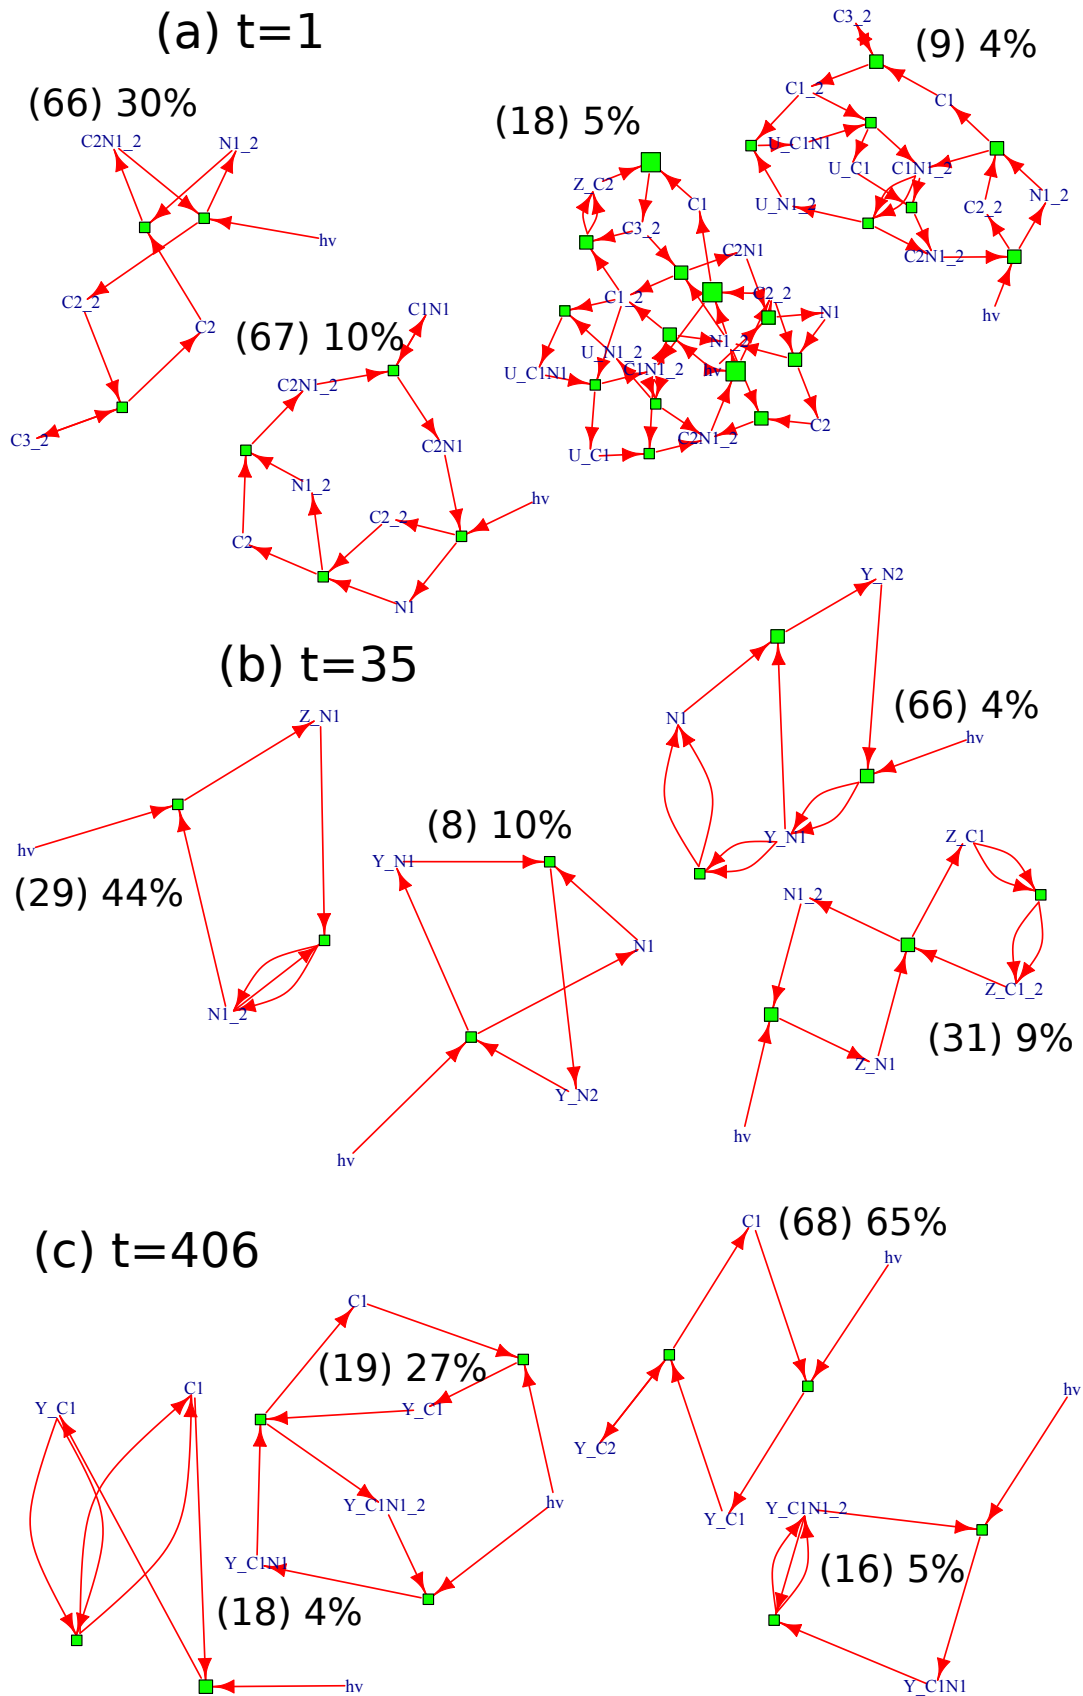 (a) t=1
C3_2
(9) 4%
(66) 30%
C1_2
C1
(18) 5%
C2N1_2
N1_2
U_C1N1
U_C1
C1N1_2
Z_C2
C1
U_N1_2
C2_2
N1_2
C3_2
hv
C2N1
C2N1_2
C2_2
C1_2
C2_2
C2
C1N1
N1
hv
(67) 10%
U_N1_2
N1_2
C2N1_2
U_C1N1
C1N1_2
hv
C3_2
C2N1
C2N1_2
C2
U_C1
N1_2
C2_2
hv
C2
N1
Y_N2
(b) t=35
Z_N1
N1
(66) 4%
hv
hv
(8) 10%
Y_N1
Z_C1
(29) 44%
Y_N1
N1_2
N1
N1_2
Z_C1_2
(31) 9%
Y_N2
Z_N1
hv
hv
(c) t=406
C1
(68) 65%
hv
C1
(19) 27%
C1
hv
Y_C1
Y_C1
Y_C2
Y_C1N1_2
hv
Y_C1
Y_C1N1_2
Y_C1N1
(16) 5%
(18) 4%
hv
Y_C1N1